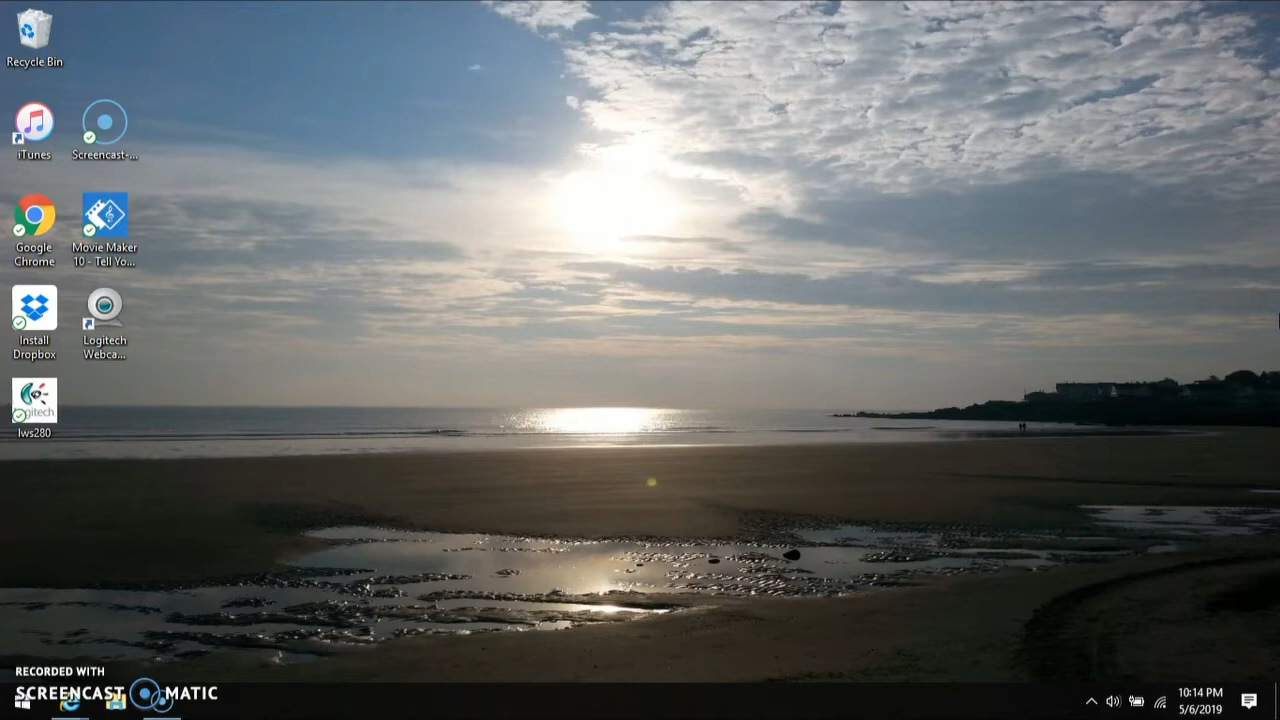 Recycle Bin
iTunes
Screencast-...
Google
Chrome
Movie Maker
10 - Tell Yo...
Install
Dropbox
Logitech
Webca...
gitech
lws280
RECORDED WITH
SCREENCAST MATIC
10:14 PM
5/6/2019